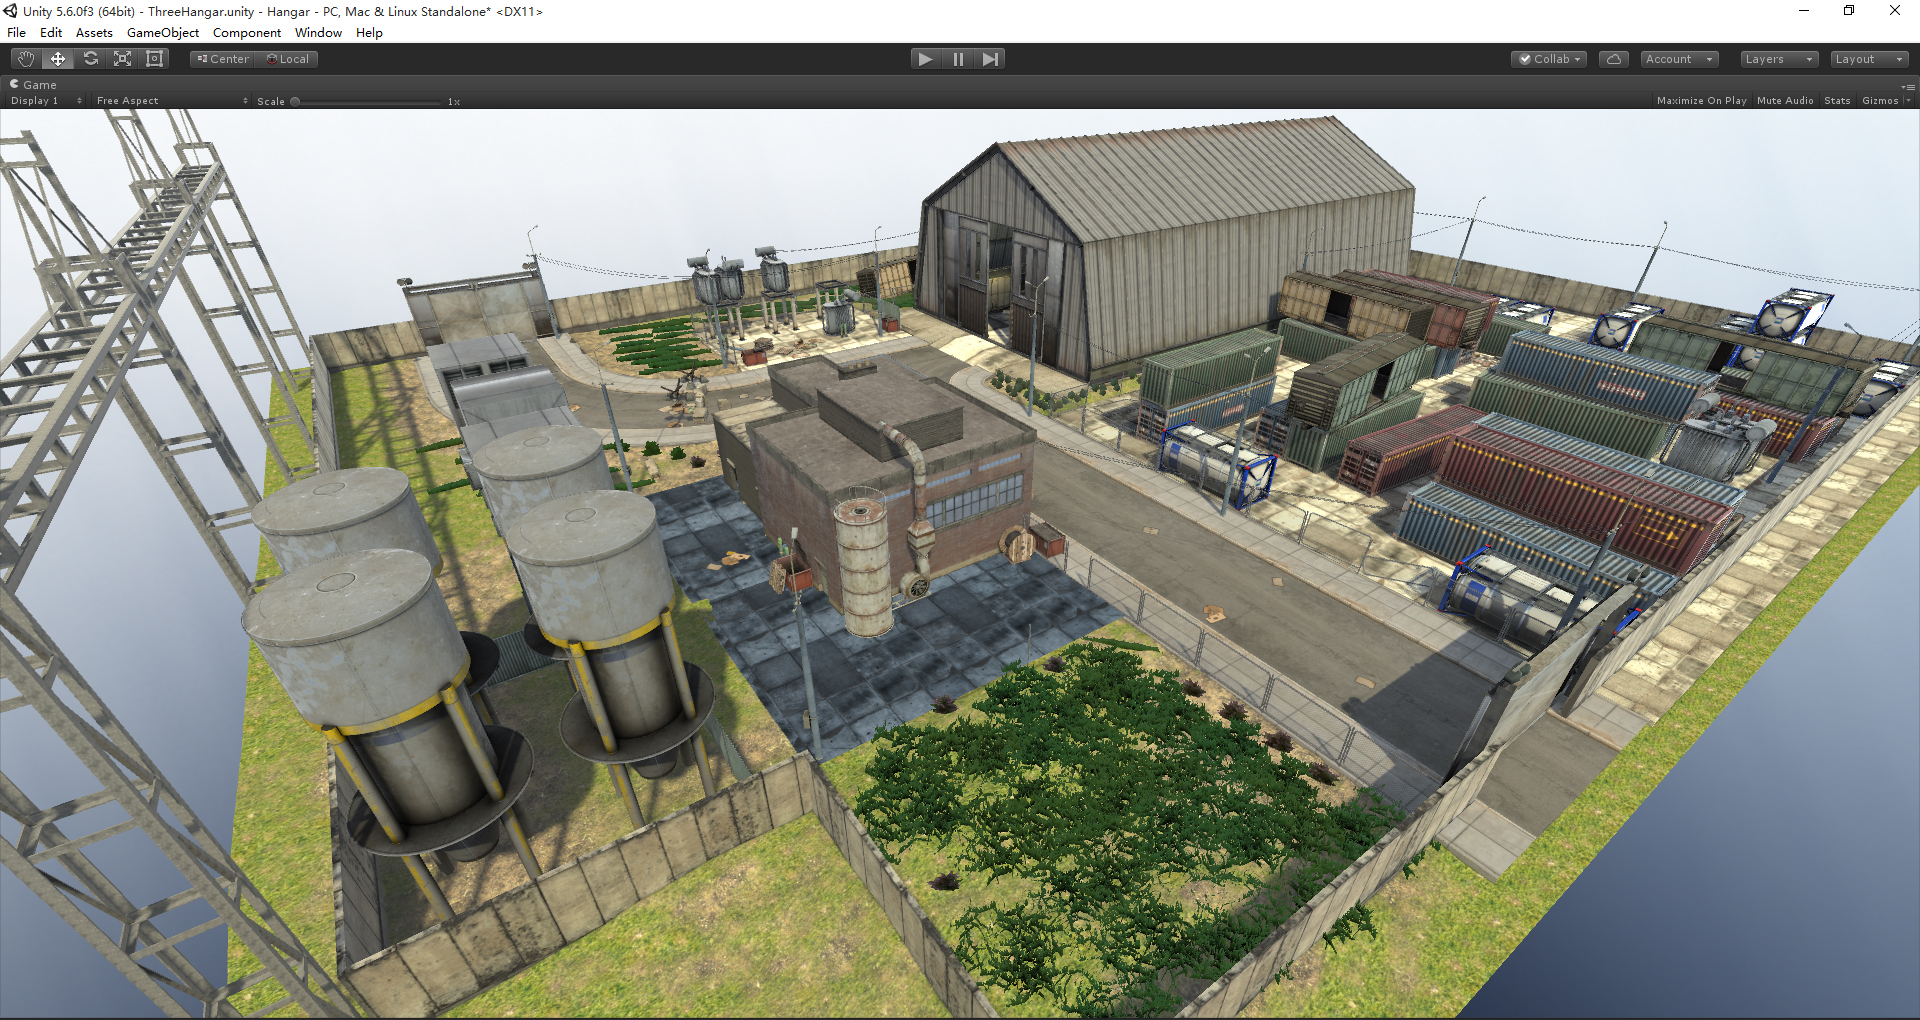 Unity 5.6.0f3 (64bit) - ThreeHangar.unity - Hangar - PC, Mac & Linux Standalone* <DX11>
File Edit Assets GameObject Component Window Help
Center Local Collab Account Layers Layout
Game
Display 1 Free Aspect Scale 1x Maximize On Play Mute Audio Stats Gizmos